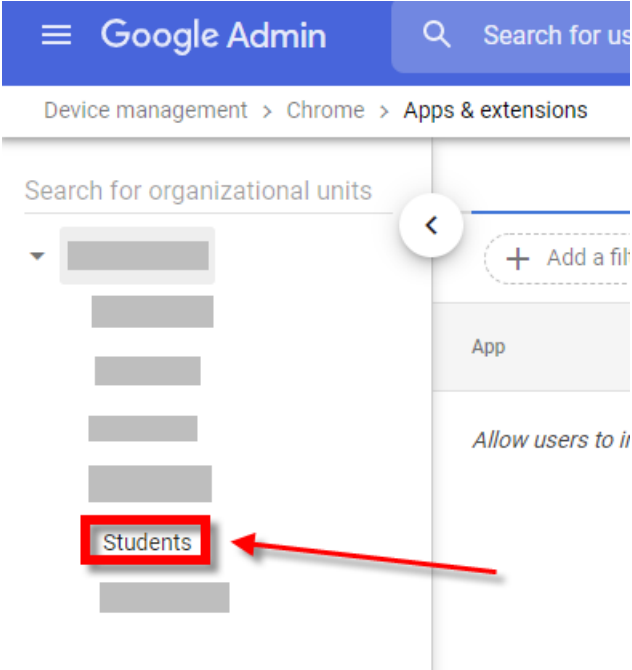 Google Admin
Search for us
Device management > Chrome > Apps & extensions
Search for organizational units
Add a filt
App
Allow users to in
Students